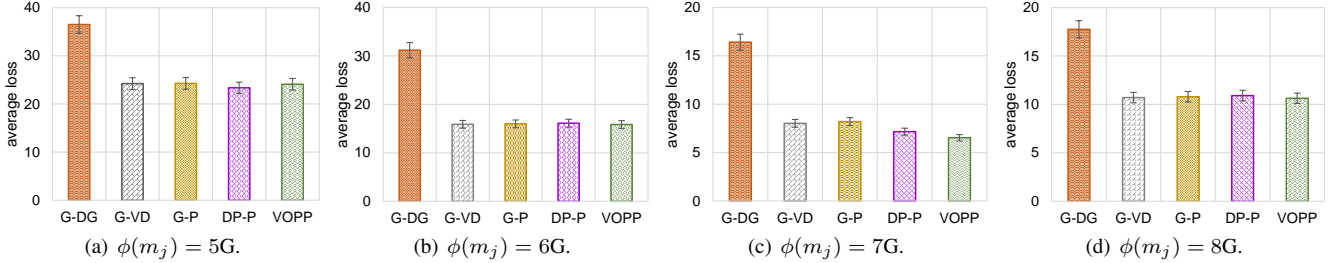 40
30
20
10
0
average loss
G-DG G-VD G-P DP-P VOPP
(a) ϕ(m_j) = 5G.
40
30
20
10
0
average loss
G-DG G-VD G-P DP-P VOPP
(b) ϕ(m_j) = 6G.
20
15
10
5
0
average loss
G-DG G-VD G-P DP-P VOPP
(c) ϕ(m_j) = 7G.
20
15
10
5
0
average loss
G-DG G-VD G-P DP-P VOPP
(d) ϕ(m_j) = 8G.